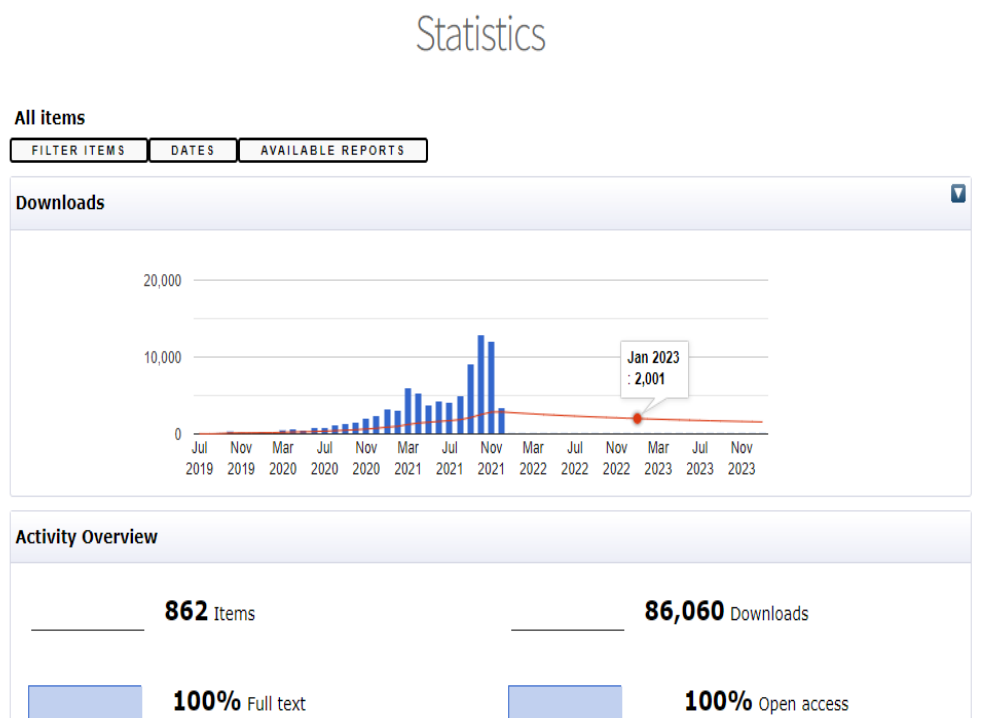 Statistics
All items
FILTER ITEMS DATES AVAILABLE REPORTS
Downloads
20,000
10,000
0
Jan 2023
: 2,001
Jul Nov Mar Jul Nov Mar Jul Nov Mar Jul Nov Mar Jul Nov
2019 2019 2020 2020 2020 2021 2021 2021 2022 2022 2022 2023 2023 2023
Activity Overview
862 Items 86,060 Downloads
100% Full text 100% Open access